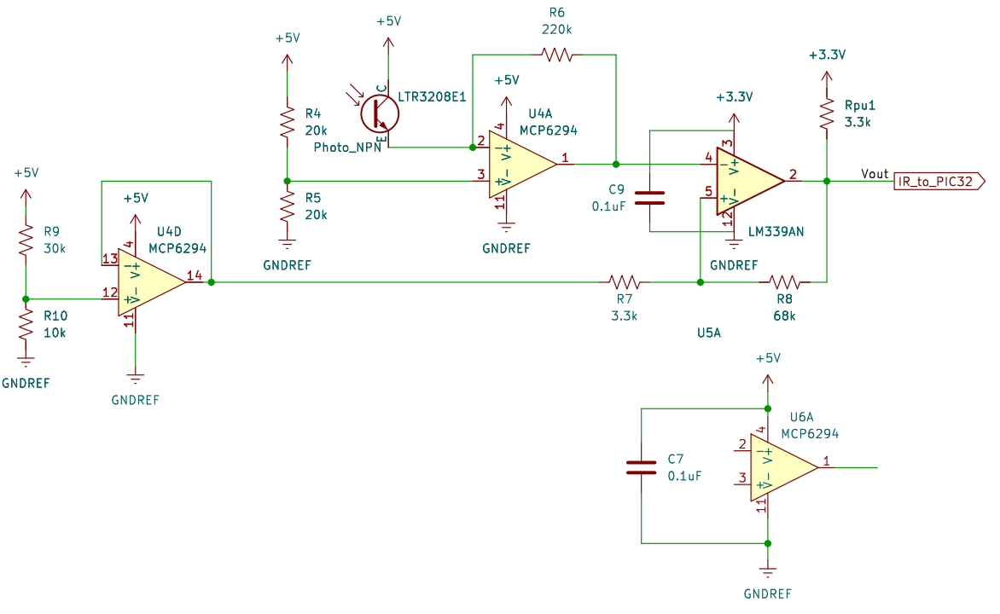 +5V
R9
30k
R10
10k
GNDREF
+5V
U4D
MCP6294
4
13
12
14
11
V+
V-
GNDREF
+5V
R4
20k
R5
20k
GNDREF
+5V
C
LTR3208E1
E
Photo_NPN
R6
220k
+5V
U4A
MCP6294
4
2
3
1
11
V+
V-
GNDREF
C9
0.1uF
+3.3V
3
4
5
2
12
V+
V-
LM339AN
GNDREF
+3.3V
Rpu1
3.3k
Vout
IR_to_PIC32
R7
3.3k
R8
68k
U5A
+5V
U6A
MCP6294
4
2
3
1
11
V+
V-
C7
0.1uF
GNDREF